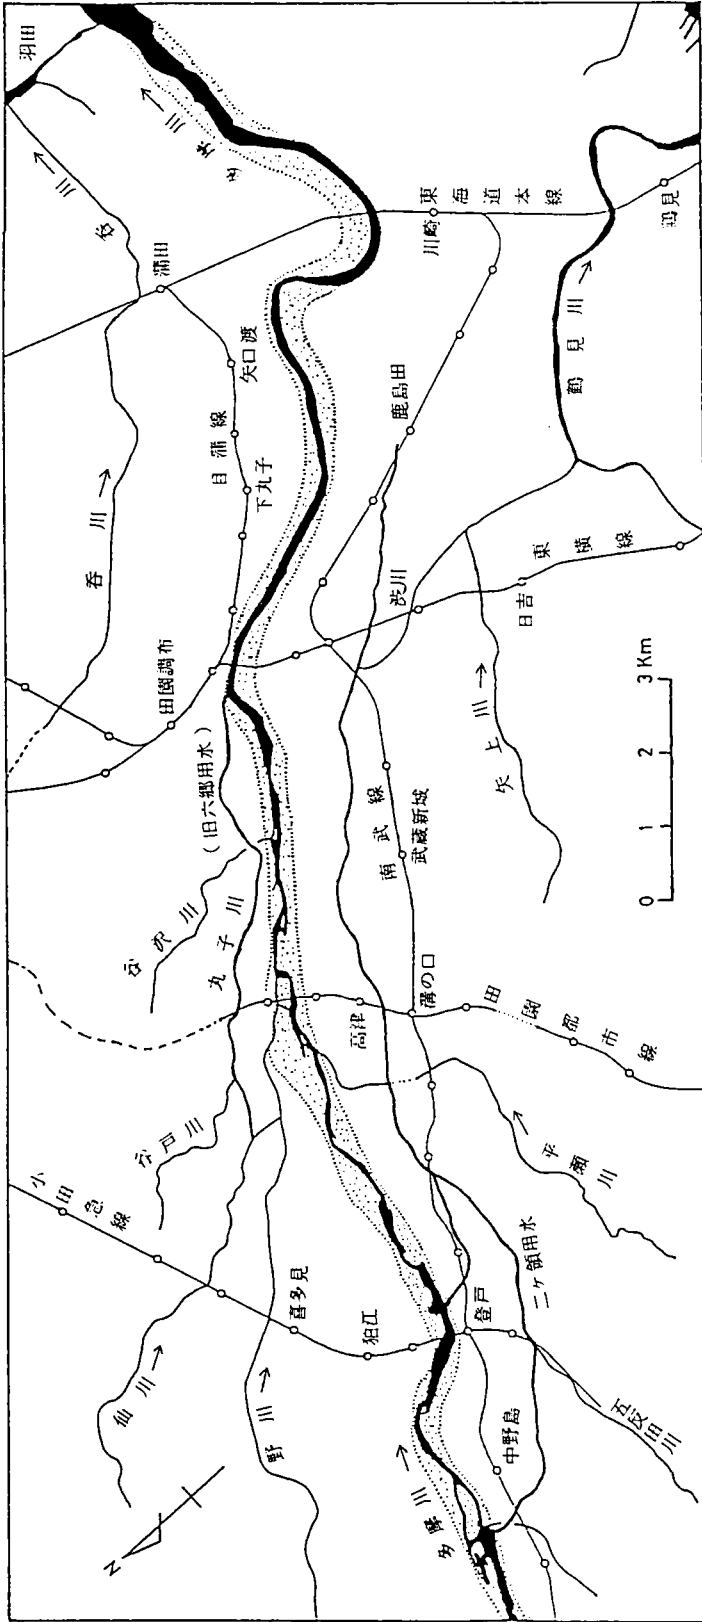 羽田
多摩川
呑川
蒲田
矢口渡
目蒲線
下丸子
呑川
田園調布
(旧六郷用水)
谷沢川
丸子川
谷戸川
小田急線
喜多見
狛江
仙川
野川
N
多摩川
中野島
登戸
五反田川
二ケ領用水
平瀬川
高津
溝の口
田園都市線
南武線
武蔵新城
矢上川
渋川
日吉
東横線
鹿島田
川崎
東海道本線
鶴見川
鶴見
0 1 2 3 Km